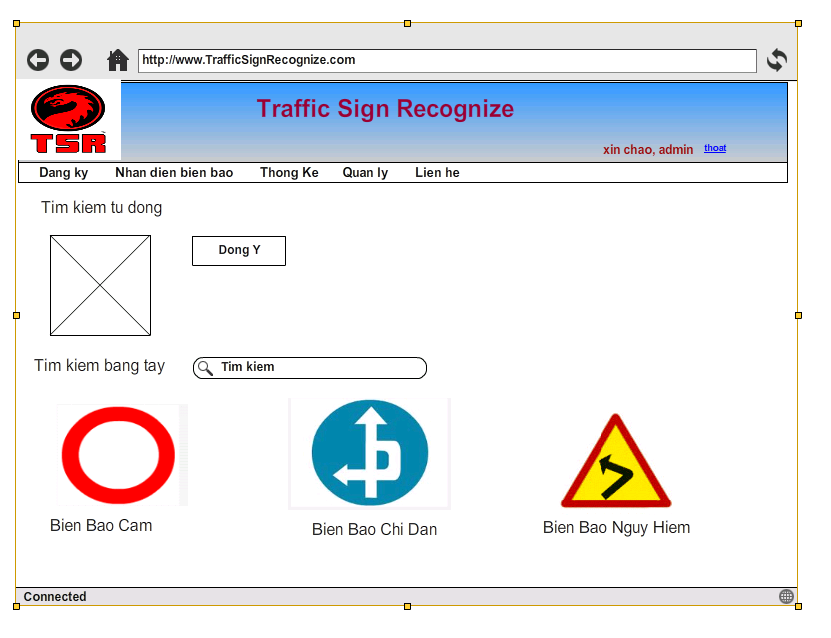 http://www.TrafficSignRecognize.com
TSR
Traffic Sign Recognize
xin chao, admin thoat
Dang ky Nhan dien bien bao Thong Ke Quan ly Lien he
Tim kiem tu dong
Dong Y
Tim kiem bang tay Tim kiem
Bien Bao Cam Bien Bao Chi Dan Bien Bao Nguy Hiem
Connected